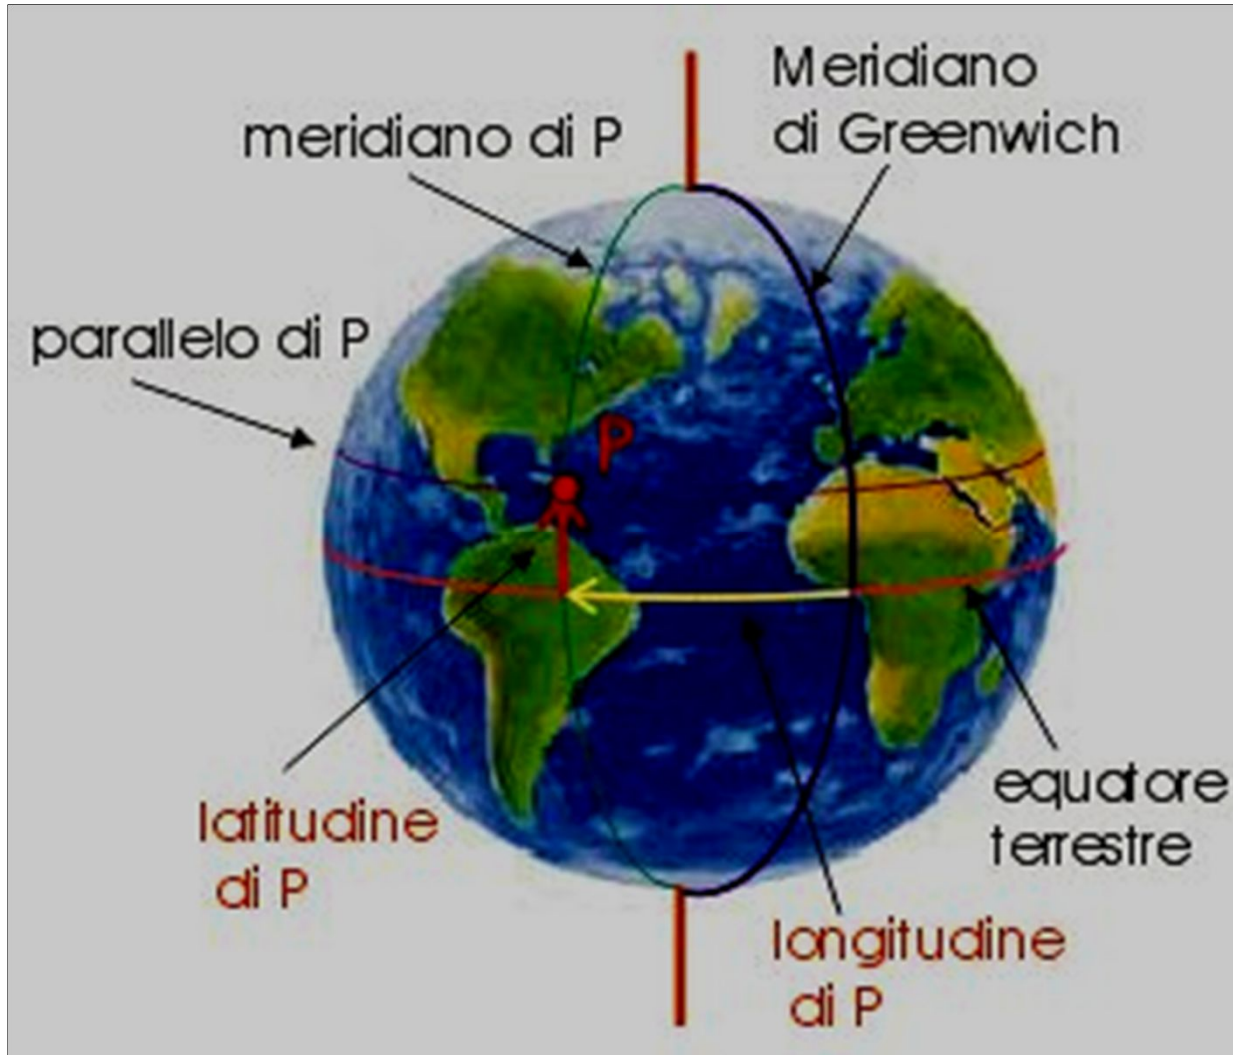 Meridiano
di Greenwich
meridiano di P
parallelo di P
P
latitudine
di P
equatore
terrestre
longitudine
di P